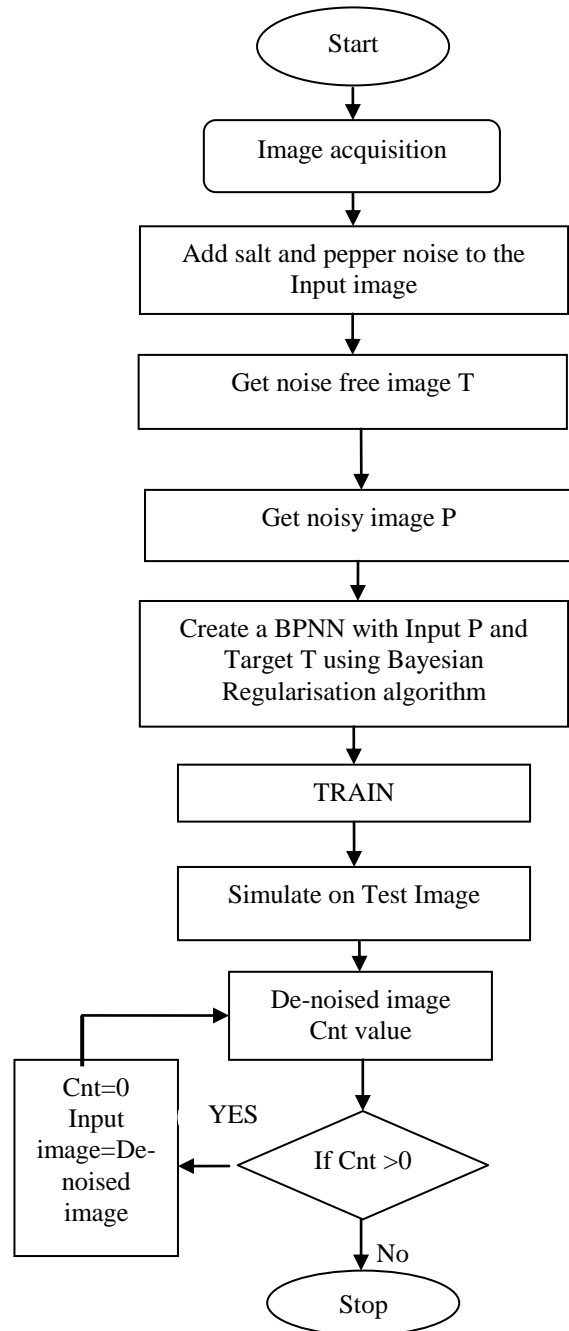 Start
Image acquisition
Add salt and pepper noise to the
Input image
Get noise free image T
Get noisy image P
Create a BPNN with Input P and
Target T using Bayesian
Regularisation algorithm
TRAIN
Simulate on Test Image
De-noised image
Cnt value
Cnt=0
Input
image=De-
noised
image
YES
If Cnt >0
No
Stop